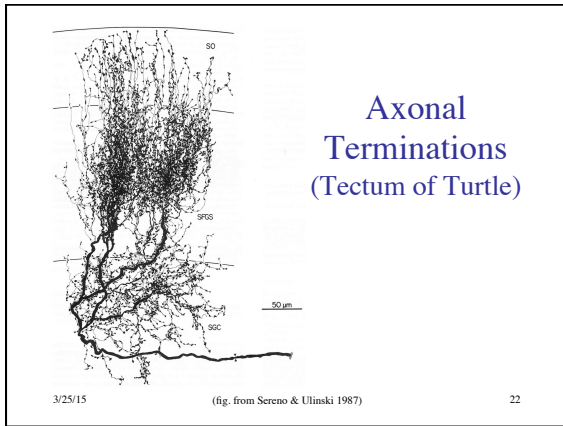 SO
Axonal
Terminations
(Tectum of Turtle)
SFGS
50 µm
SGC
3/25/15 (fig. from Sereno & Ulinski 1987) 22